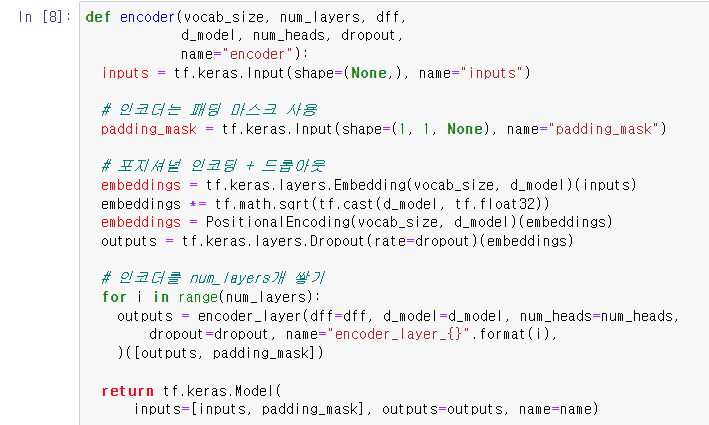 In [8]:
def encoder(vocab_size, num_layers, dff,
            d_model, num_heads, dropout,
            name="encoder"):
  inputs = tf.keras.Input(shape=(None,), name="inputs")

  # 인코더는 패딩 마스크 사용
  padding_mask = tf.keras.Input(shape=(1, 1, None), name="padding_mask")

  # 포지셔널 인코딩 + 드롭아웃
  embeddings = tf.keras.layers.Embedding(vocab_size, d_model)(inputs)
  embeddings *= tf.math.sqrt(tf.cast(d_model, tf.float32))
  embeddings = PositionalEncoding(vocab_size, d_model)(embeddings)
  outputs = tf.keras.layers.Dropout(rate=dropout)(embeddings)

  # 인코더를 num_layers개 쌓기
  for i in range(num_layers):
    outputs = encoder_layer(dff=dff, d_model=d_model, num_heads=num_heads,
        dropout=dropout, name="encoder_layer_{}".format(i),
    )([outputs, padding_mask])

  return tf.keras.Model(
      inputs=[inputs, padding_mask], outputs=outputs, name=name)